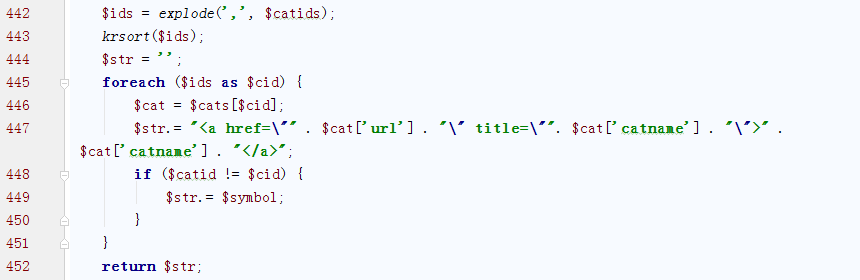 442 $ids = explode(',', $catids);
443 krsort($ids);
444 $str = '';
445 foreach ($ids as $cid) {
446 $cat = $cats[$cid];
447 $str.= "<a href=\"" . $cat['url'] . "\" title=\"". $cat['catname'] . "\">" .
$cat['catname'] . "</a>";
448 if ($catid != $cid) {
449 $str.= $symbol;
450 }
451 }
452 return $str;